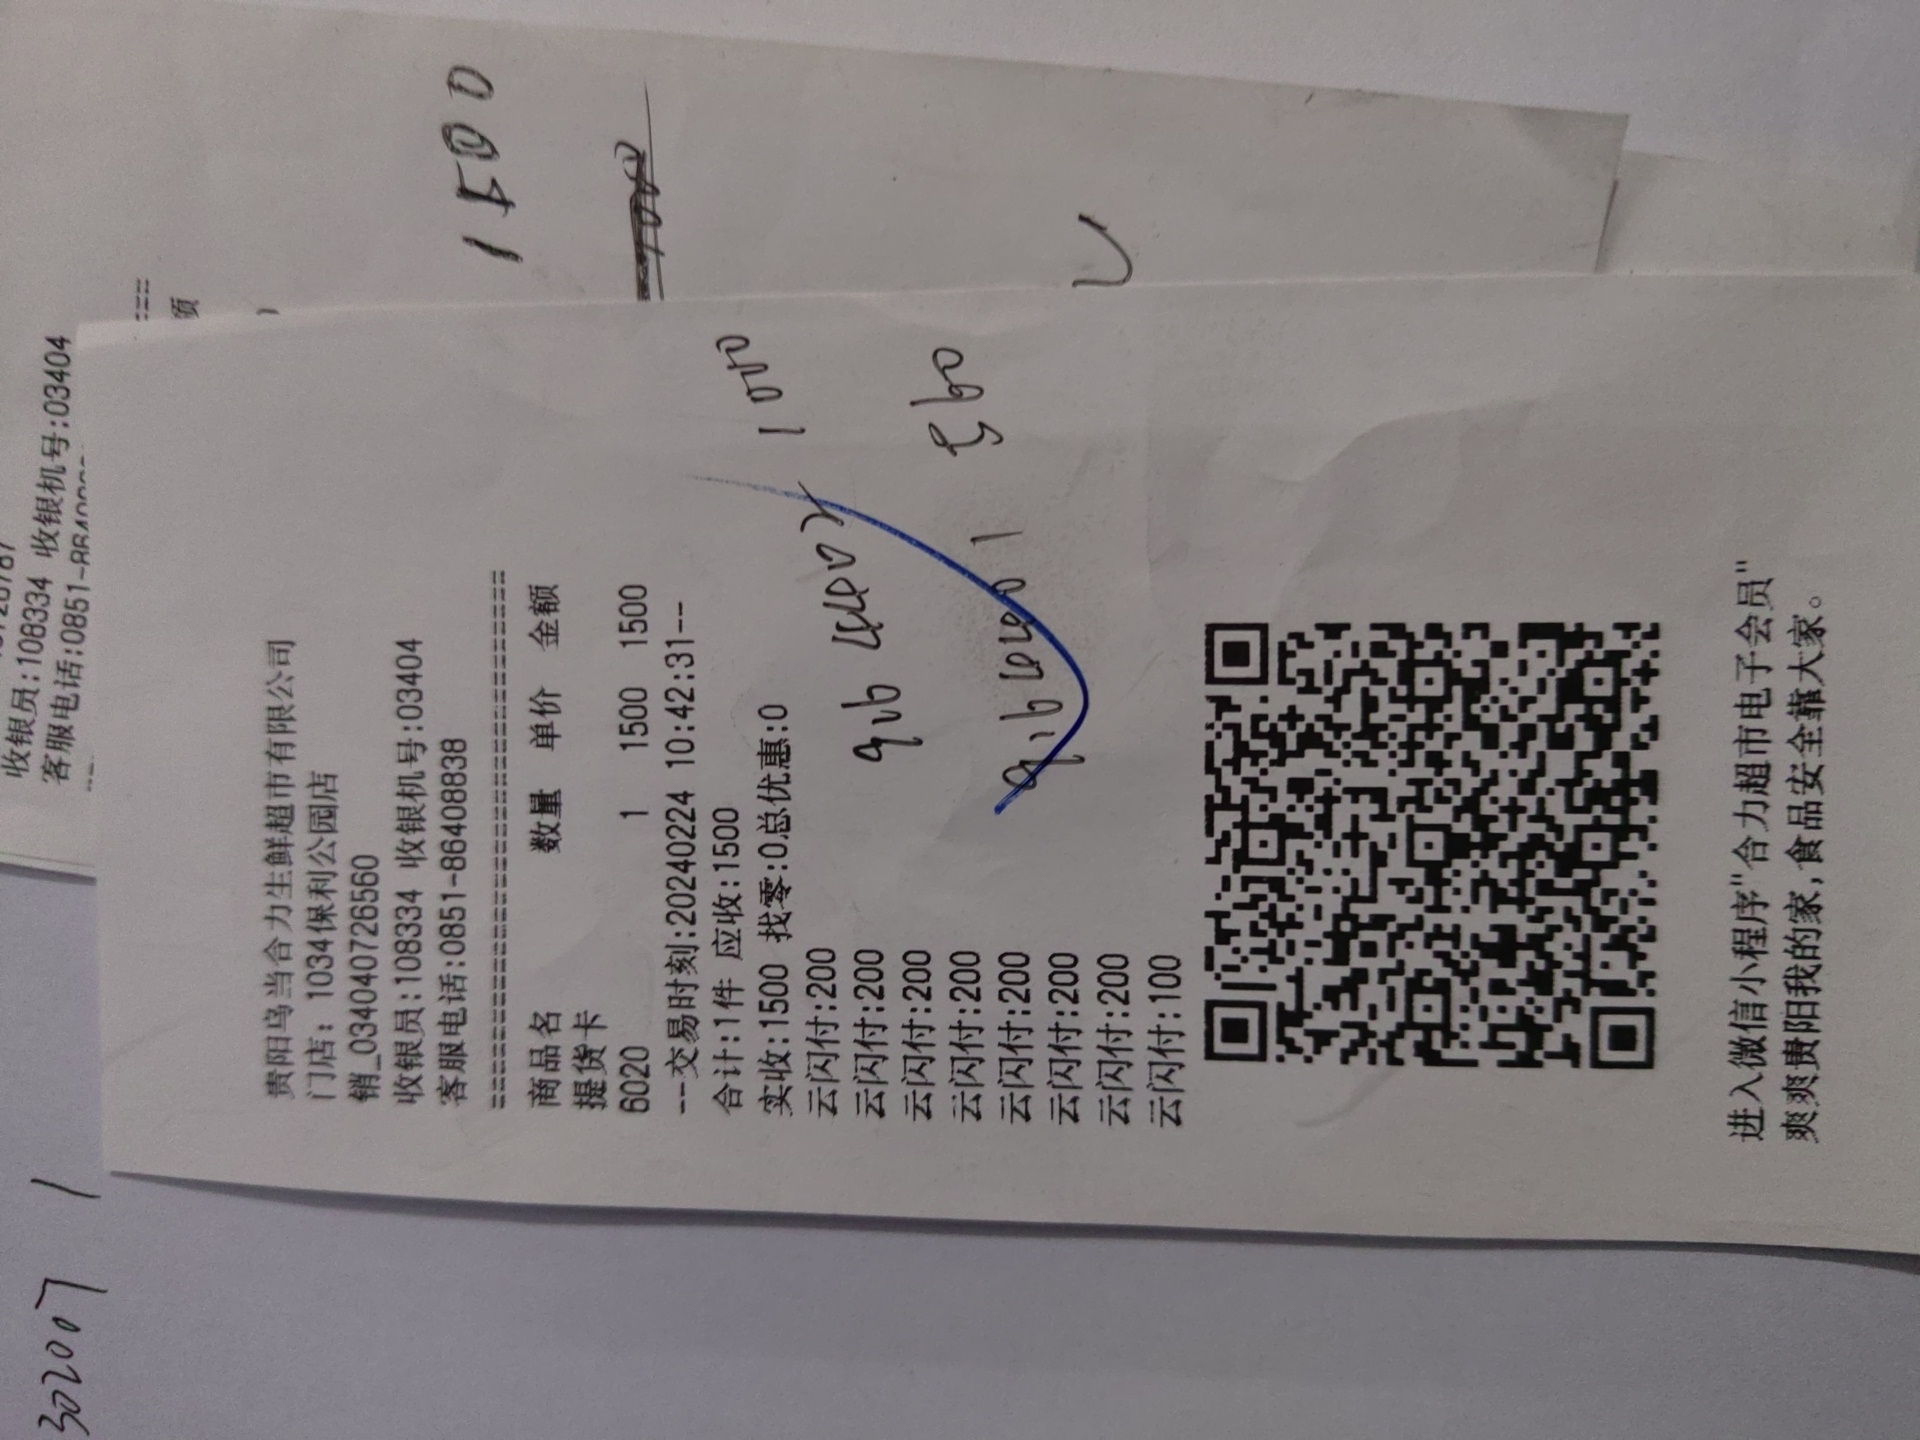 收银员:108334 收银机号:03404
客服电话:0851-8640
额
1500
贵阳乌当合力生鲜超市有限公司
门店: 1034保利公园店
销_034040726560
收银员:108334 收银机号:03404
客服电话:0851-86408838
==============================
商品名 数量 单价 金额
提货卡
6020 1 1500 1500
---交易时刻:20240224 10:42:31--
合计:1件 应收:1500
实收:1500 找零:0总优惠:0
云闪付:200
云闪付:200
云闪付:200
云闪付:200
云闪付:200
云闪付:200
云闪付:200
云闪付:100
1000
500
进入微信小程序"合力超市电子会员"
爽爽贵阳我的家,食品安全靠大家。
302007 1